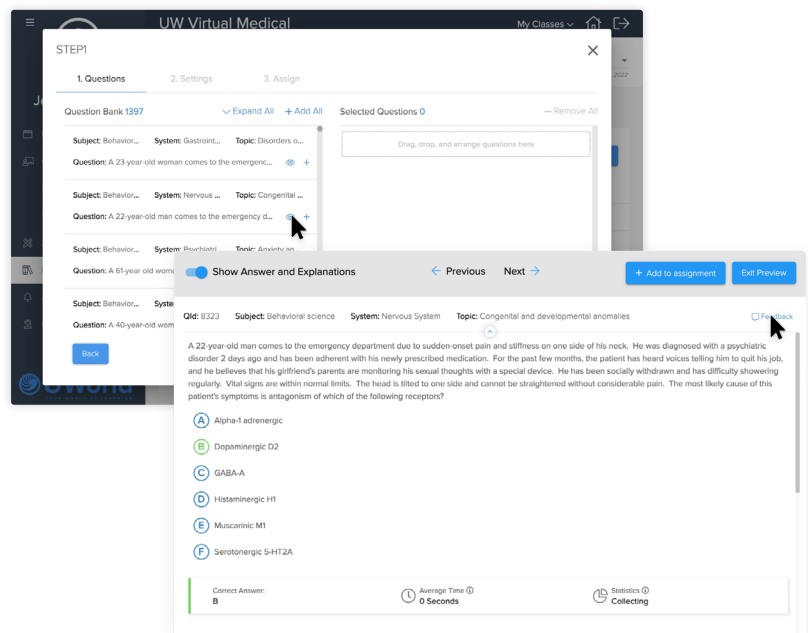 UW Virtual Medical
My Classes
STEP1
2022
1. Questions 2. Settings 3. Assign
Question Bank 1397 Expand All + Add All Selected Questions 0 — Remove All
Drag, drop, and arrange questions here
Subject: Behavior... System: Gastroint... Topic: Disorders o...
Question: A 23-year-old woman comes to the emergenc...
Subject: Behavior... System: Nervous ... Topic: Congenital ...
Question: A 22-year-old man comes to the emergency d...
Subject: Behavior... System: Psychiatri... Topic: Anxiety an
Question: A 61-year old woma
Subject: Behavior... Syste
Question: A 40-year-old wom
Back
UWorld
Show Answer and Explanations Previous Next + Add to assignment Exit Preview
QId: 8323 Subject: Behavioral science System: Nervous System Topic: Congenital and developmental anomalies Feedback
A 22-year-old man comes to the emergency department due to sudden-onset pain and stiffness on one side of his neck. He was diagnosed with a psychiatric
disorder 2 days ago and has been adherent with his newly prescribed medication. For the past few months, the patient has heard voices telling him to quit his job,
and he believes that his girlfriend's parents are monitoring his sexual thoughts with a special device. He has been socially withdrawn and has difficulty showering
regularly. Vital signs are within normal limits. The head is tilted to one side and cannot be straightened without considerable pain. The most likely cause of this
patient's symptoms is antagonism of which of the following receptors?
A Alpha-1 adrenergic
B Dopaminergic D2
C GABA-A
D Histaminergic H1
E Muscarinic M1
F Serotonergic 5-HT2A
Correct Answer: Average Time Statistics
B 0 Seconds Collecting